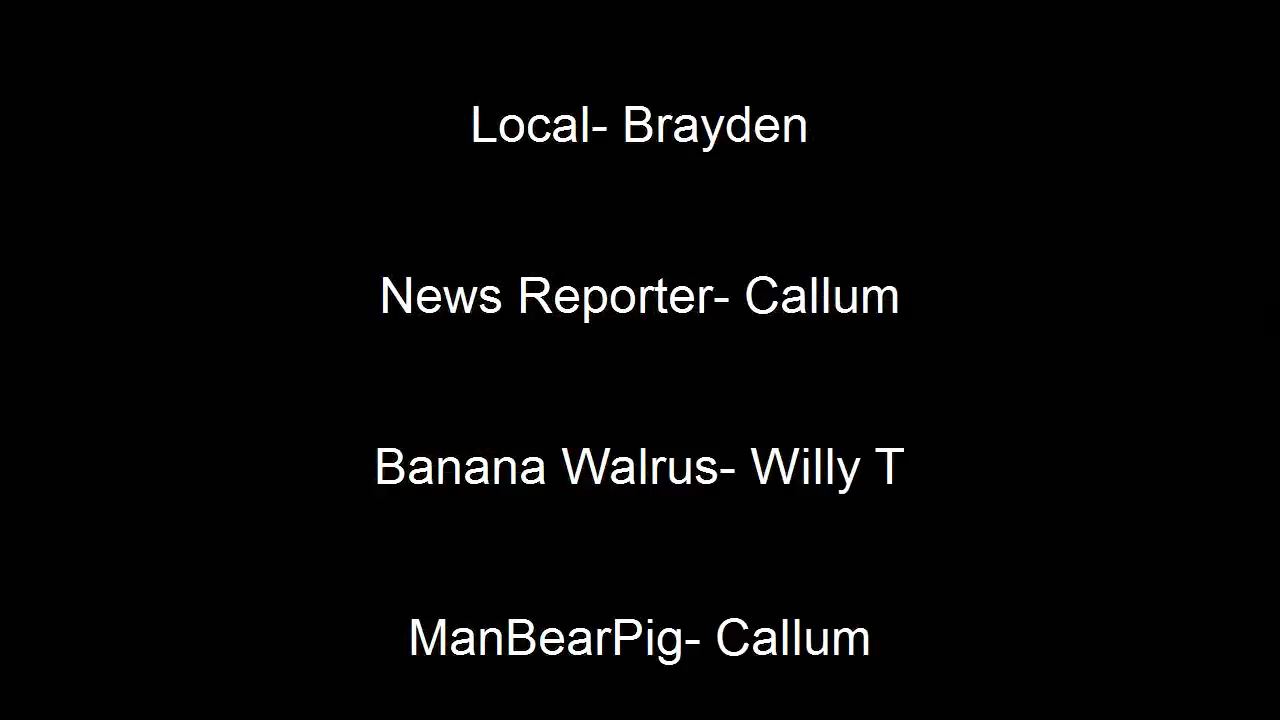 Local- Brayden
News Reporter- Callum
Banana Walrus- Willy T
ManBearPig- Callum